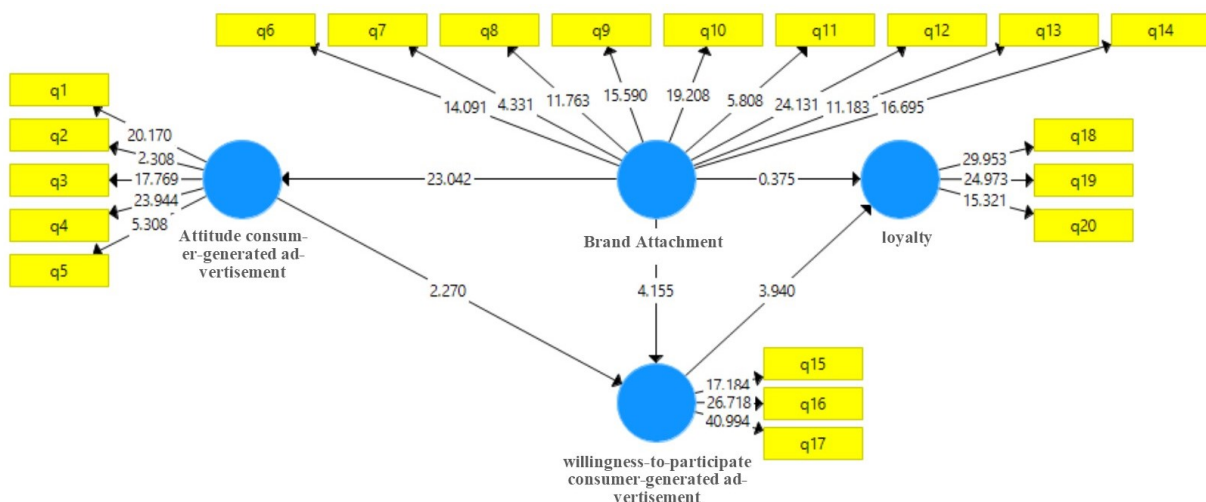 q6 q7 q8 q9 q10 q11 q12 q13 q14
14.091 4.331 11.763 15.590 19.208 5.808 24.131 11.183 16.695
q1
q2
q3
q4
q5
20.170
2.308
17.769
23.944
5.308
Attitude consum-
er-generated ad-
vertisement
23.042
Brand Attachment
0.375
loyalty
29.953
24.973
15.321
q18
q19
q20
2.270
4.155
3.940
17.184
26.718
40.994
q15
q16
q17
willingness-to-participate
consumer-generated ad-
vertisement